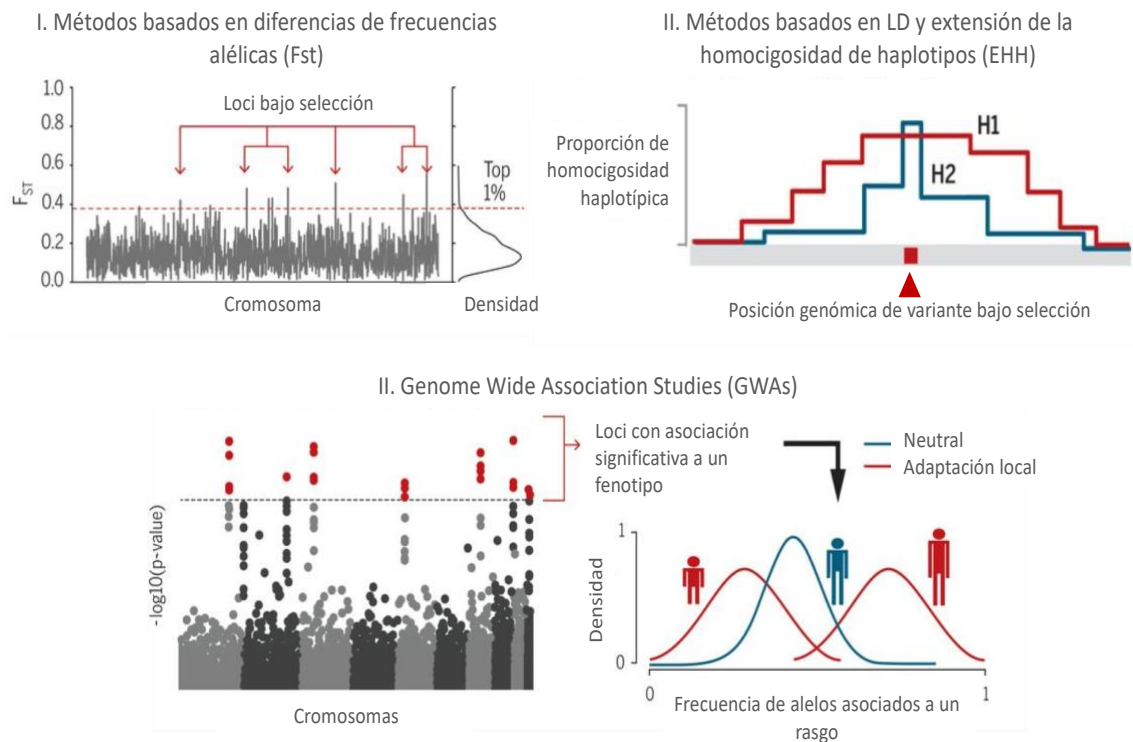 I. Métodos basados en diferencias de frecuencias
alélicas (Fst)
1.0
0.8
0.6
0.4
0.2
0.0
FST
Loci bajo selección
Top
1%
Cromosoma
Densidad
II. Métodos basados en LD y extensión de la
homocigosidad de haplotipos (EHH)
Proporción de
homocigosidad
haplotípica
H1
H2
Posición genómica de variante bajo selección
II. Genome Wide Association Studies (GWAs)
-log10(p-value)
Cromosomas
Loci con asociación
significativa a un
fenotipo
Neutral
Adaptación local
Densidad
1
0
0
1
Frecuencia de alelos asociados a un
rasgo